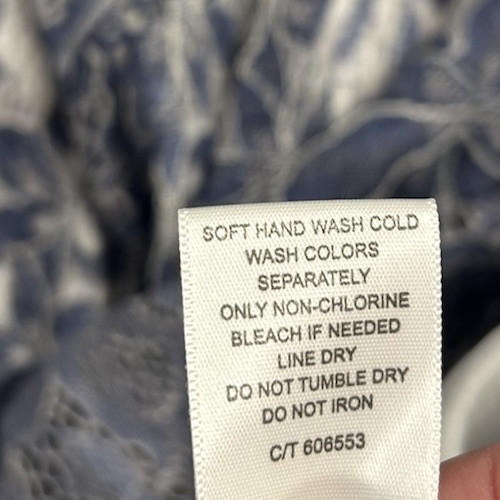 SOFT HAND WASH COLD
WASH COLORS
SEPARATELY
ONLY NON-CHLORINE
BLEACH IF NEEDED
LINE DRY
DO NOT TUMBLE DRY
DO NOT IRON
C/T 606553